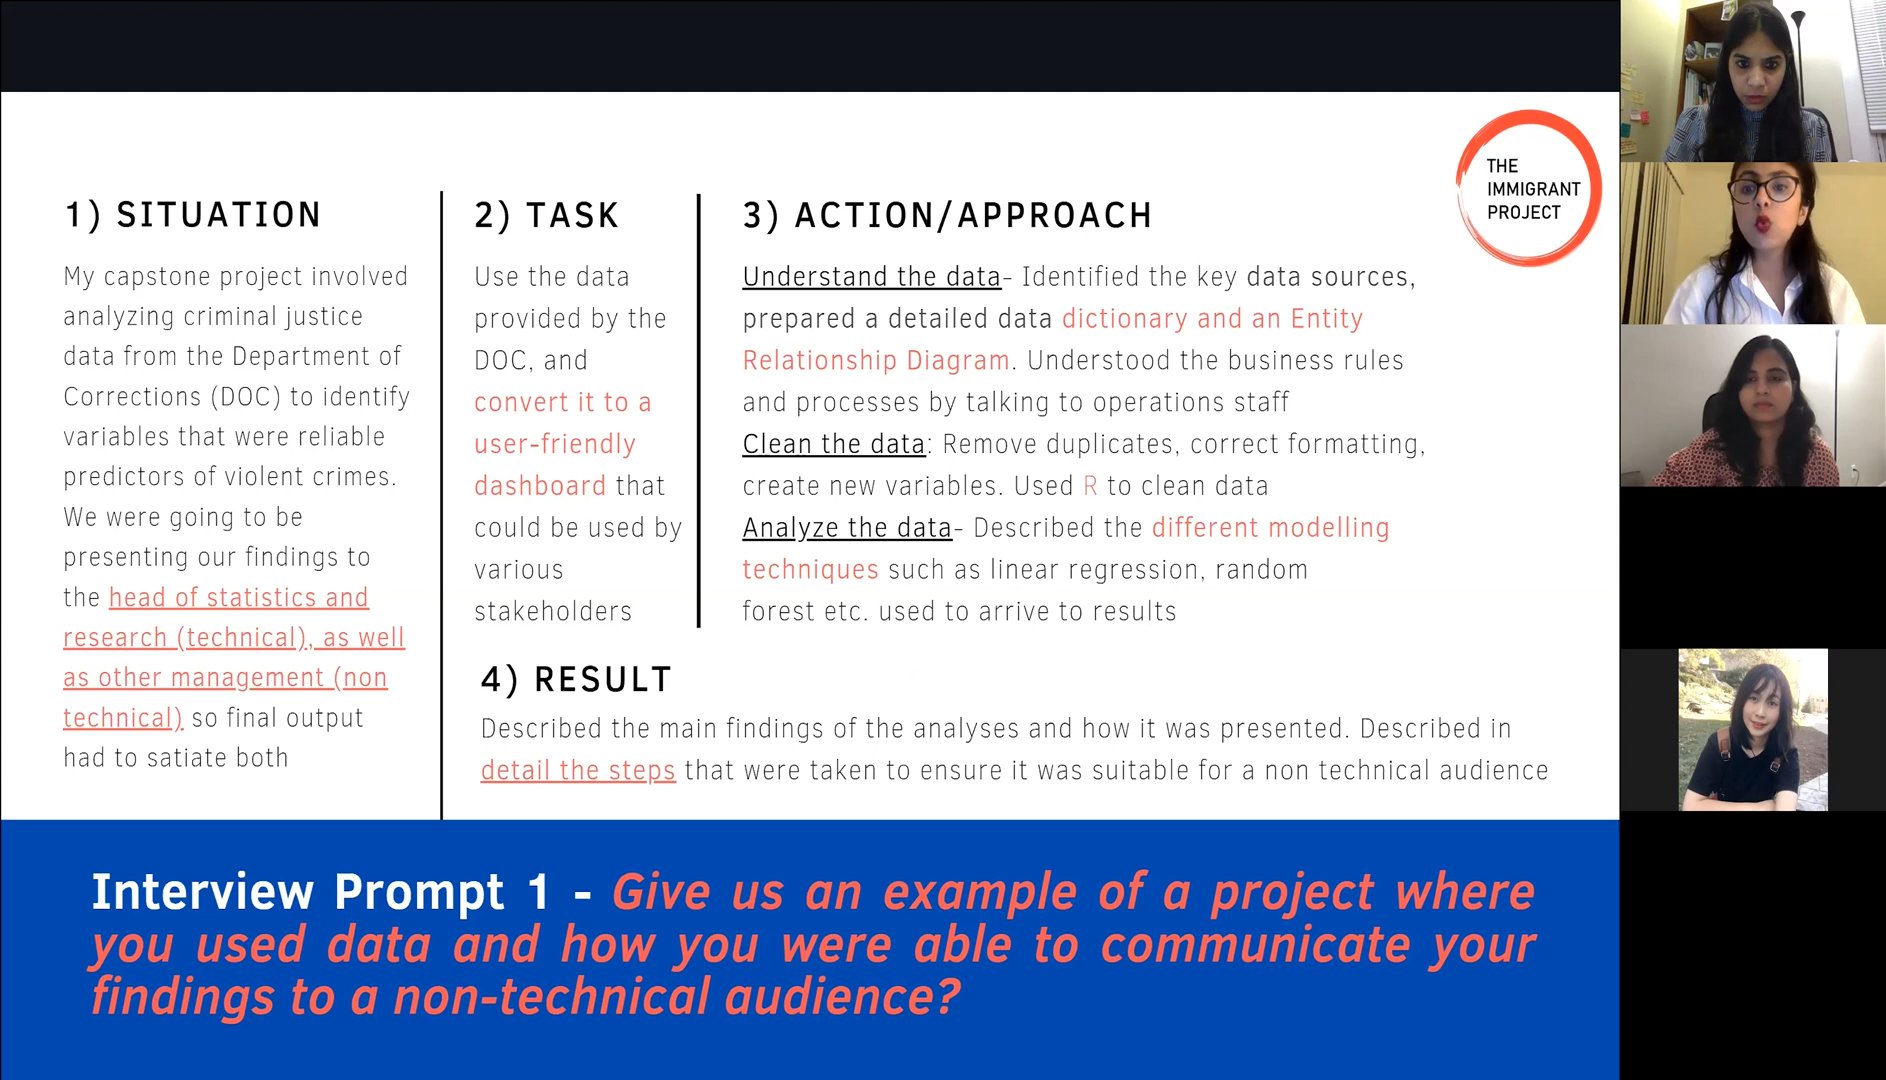 THE
IMMIGRANT
PROJECT
1) SITUATION
My capstone project involved
analyzing criminal justice
data from the Department of
Corrections (DOC) to identify
variables that were reliable
predictors of violent crimes.
We were going to be
presenting our findings to
the head of statistics and
research (technical), as well
as other management (non
technical) so final output
had to satiate both
2) TASK
Use the data
provided by the
DOC, and
convert it to a
user-friendly
dashboard that
could be used by
various
stakeholders
3) ACTION/APPROACH
Understand the data- Identified the key data sources,
prepared a detailed data dictionary and an Entity
Relationship Diagram. Understood the business rules
and processes by talking to operations staff
Clean the data: Remove duplicates, correct formatting,
create new variables. Used R to clean data
Analyze the data- Described the different modelling
techniques such as linear regression, random
forest etc. used to arrive to results
4) RESULT
Described the main findings of the analyses and how it was presented. Described in
detail the steps that were taken to ensure it was suitable for a non technical audience
Interview Prompt 1 - Give us an example of a project where
you used data and how you were able to communicate your
findings to a non-technical audience?